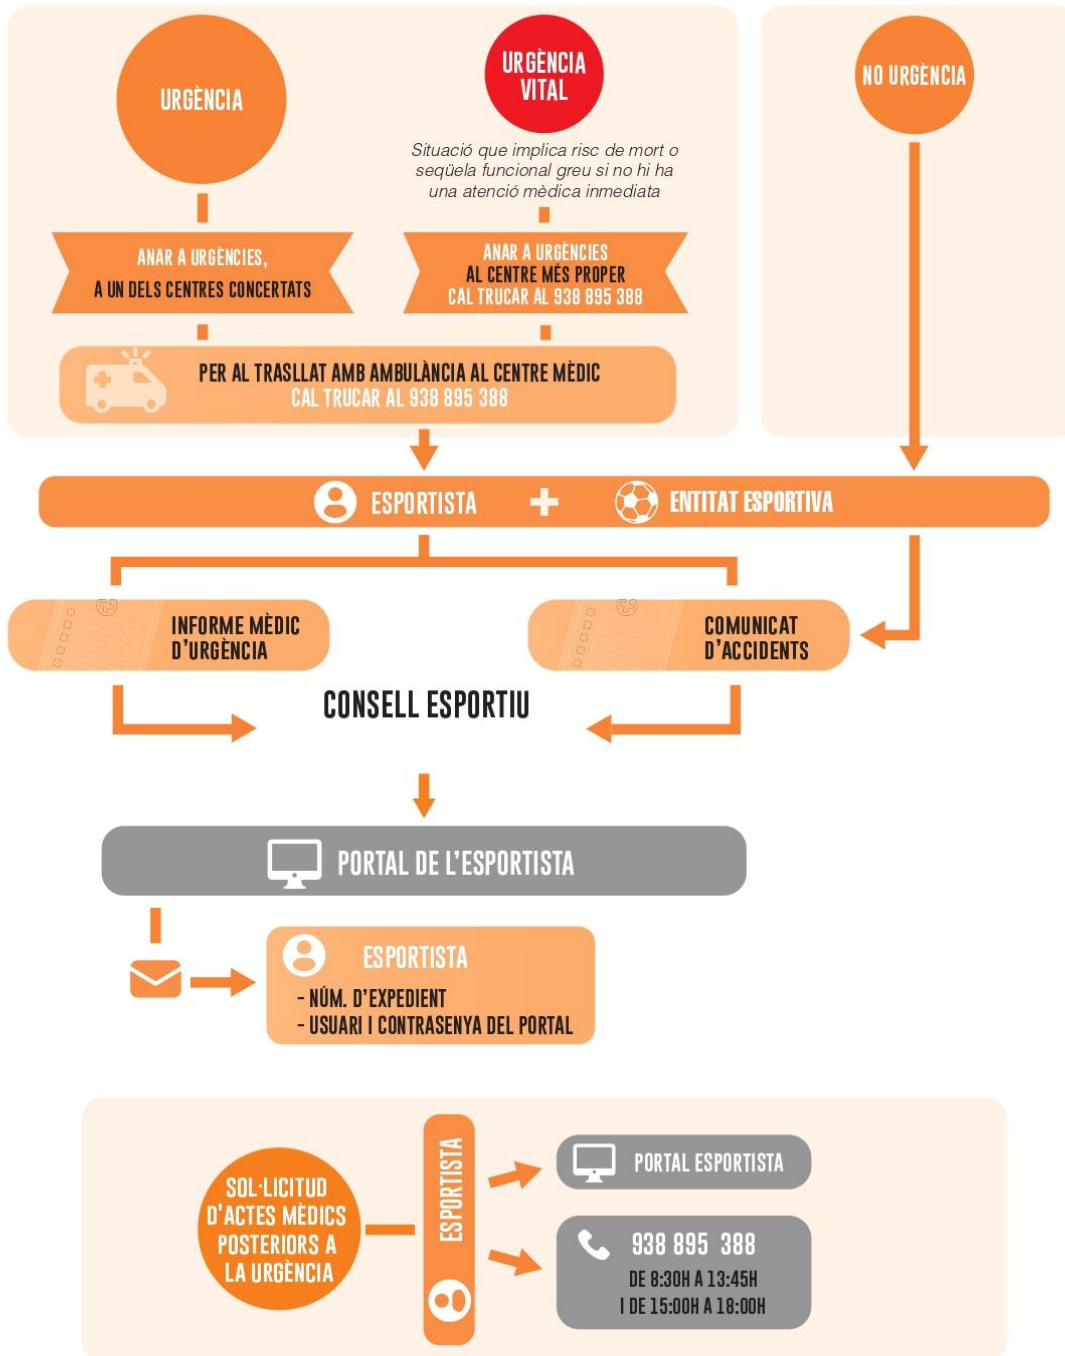 URGÈNCIA
URGÈNCIA
VITAL
Situació que implica risc de mort o
seqüela funcional greu si no hi ha
una atenció mèdica inmediata
NO URGÈNCIA
ANAR A URGÈNCIES,
A UN DELS CENTRES CONCERTATS
ANAR A URGÈNCIES
AL CENTRE MÉS PROPER
CAL TRUCAR AL 938 895 388
PER AL TRASLLAT AMB AMBULÀNCIA AL CENTRE MÈDIC
CAL TRUCAR AL 938 895 388
ESPORTISTA + ENTITAT ESPORTIVA
INFORME MÈDIC
D'URGÈNCIA
COMUNICAT
D'ACCIDENTS
CONSELL ESPORTIU
PORTAL DE L'ESPORTISTA
ESPORTISTA
- NÚM. D'EXPEDIENT
- USUARI I CONTRASENYA DEL PORTAL
SOL·LICITUD
D'ACTES MÈDICS
POSTERIORS A
LA URGÈNCIA
ESPORTISTA
PORTAL ESPORTISTA
938 895 388
DE 8:30H A 13:45H
I DE 15:00H A 18:00H